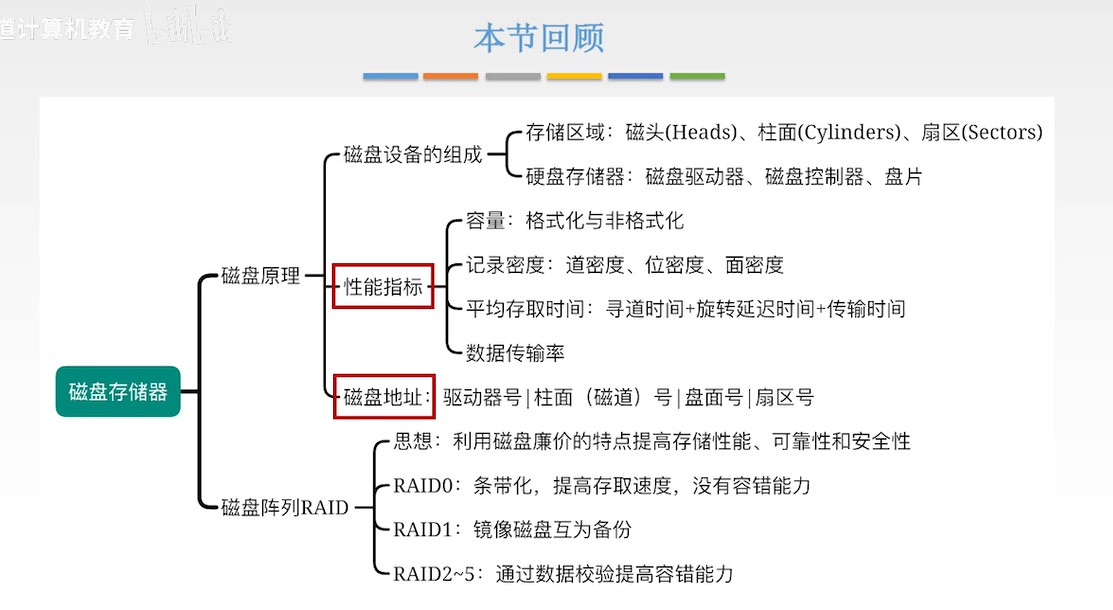 道计算机教育
本节回顾
磁盘存储器
磁盘原理
磁盘设备的组成
存储区域：磁头(Heads)、柱面(Cylinders)、扇区(Sectors)
硬盘存储器：磁盘驱动器、磁盘控制器、盘片
性能指标
容量：格式化与非格式化
记录密度：道密度、位密度、面密度
平均存取时间：寻道时间+旋转延迟时间+传输时间
数据传输率
磁盘地址：驱动器号|柱面（磁道）号|盘面号|扇区号
磁盘阵列RAID
思想：利用磁盘廉价的特点提高存储性能、可靠性和安全性
RAID0：条带化，提高存取速度，没有容错能力
RAID1：镜像磁盘互为备份
RAID2~5：通过数据校验提高容错能力